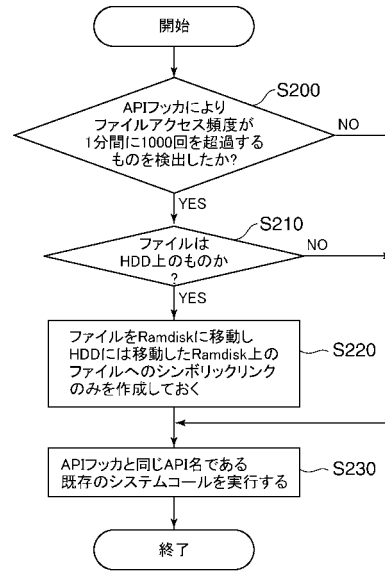 開始
S200
APIフッカにより
ファイルアクセス頻度が
1分間に1000回を超過する
ものを検出したか?
NO
YES
S210
ファイルは
HDD上のものか
?
NO
YES
S220
ファイルをRamdiskに移動し
HDDには移動したRamdisk上の
ファイルへのシンボリックリンク
のみを作成しておく
S230
APIフッカと同じAPI名である
既存のシステムコールを実行する
終了